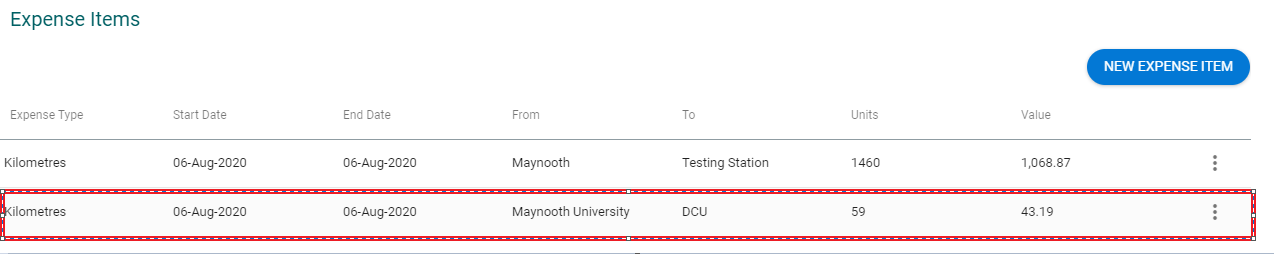 Expense Items
NEW EXPENSE ITEM
Expense Type Start Date End Date From To Units Value
Kilometres 06-Aug-2020 06-Aug-2020 Maynooth Testing Station 1460 1,068.87
Kilometres 06-Aug-2020 06-Aug-2020 Maynooth University DCU 59 43.19